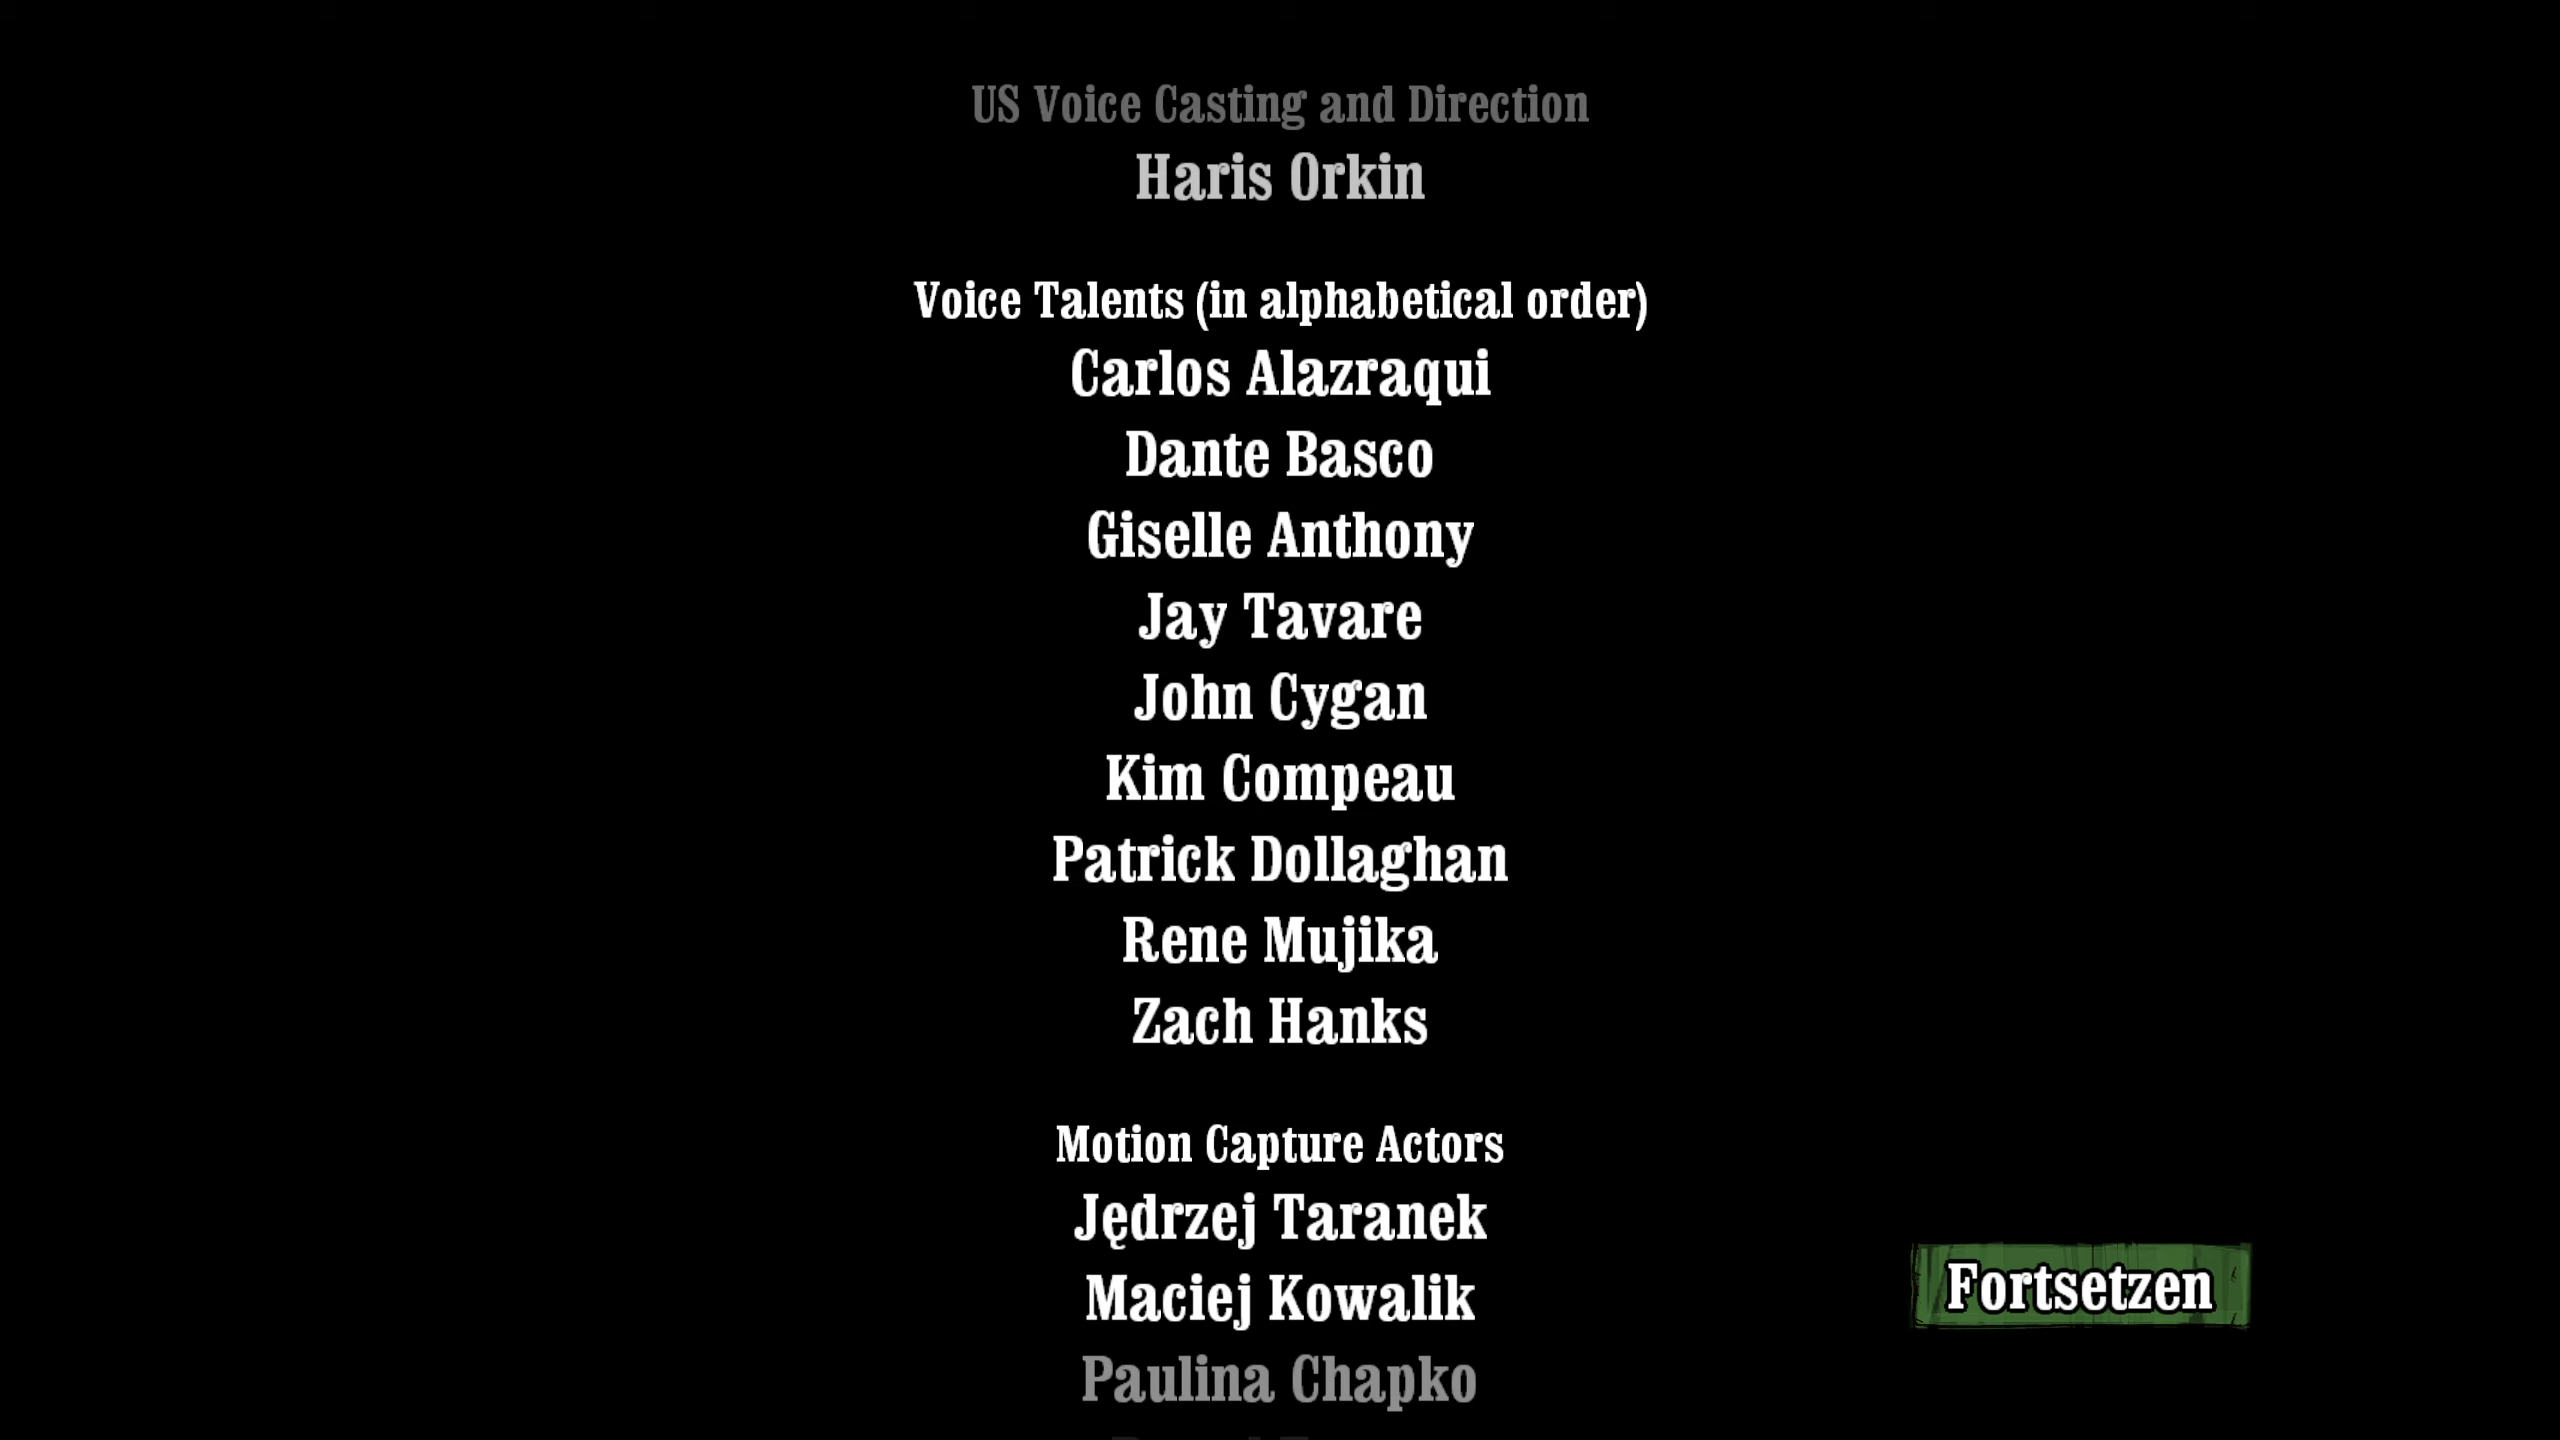 US Voice Casting and Direction
Haris Orkin
Voice Talents (in alphabetical order)
Carlos Alazraqui
Dante Basco
Giselle Anthony
Jay Tavare
John Cygan
Kim Compeau
Patrick Dollaghan
Rene Mujika
Zach Hanks
Motion Capture Actors
Jędrzej Taranek
Maciej Kowalik
Fortsetzen
Paulina Chapko